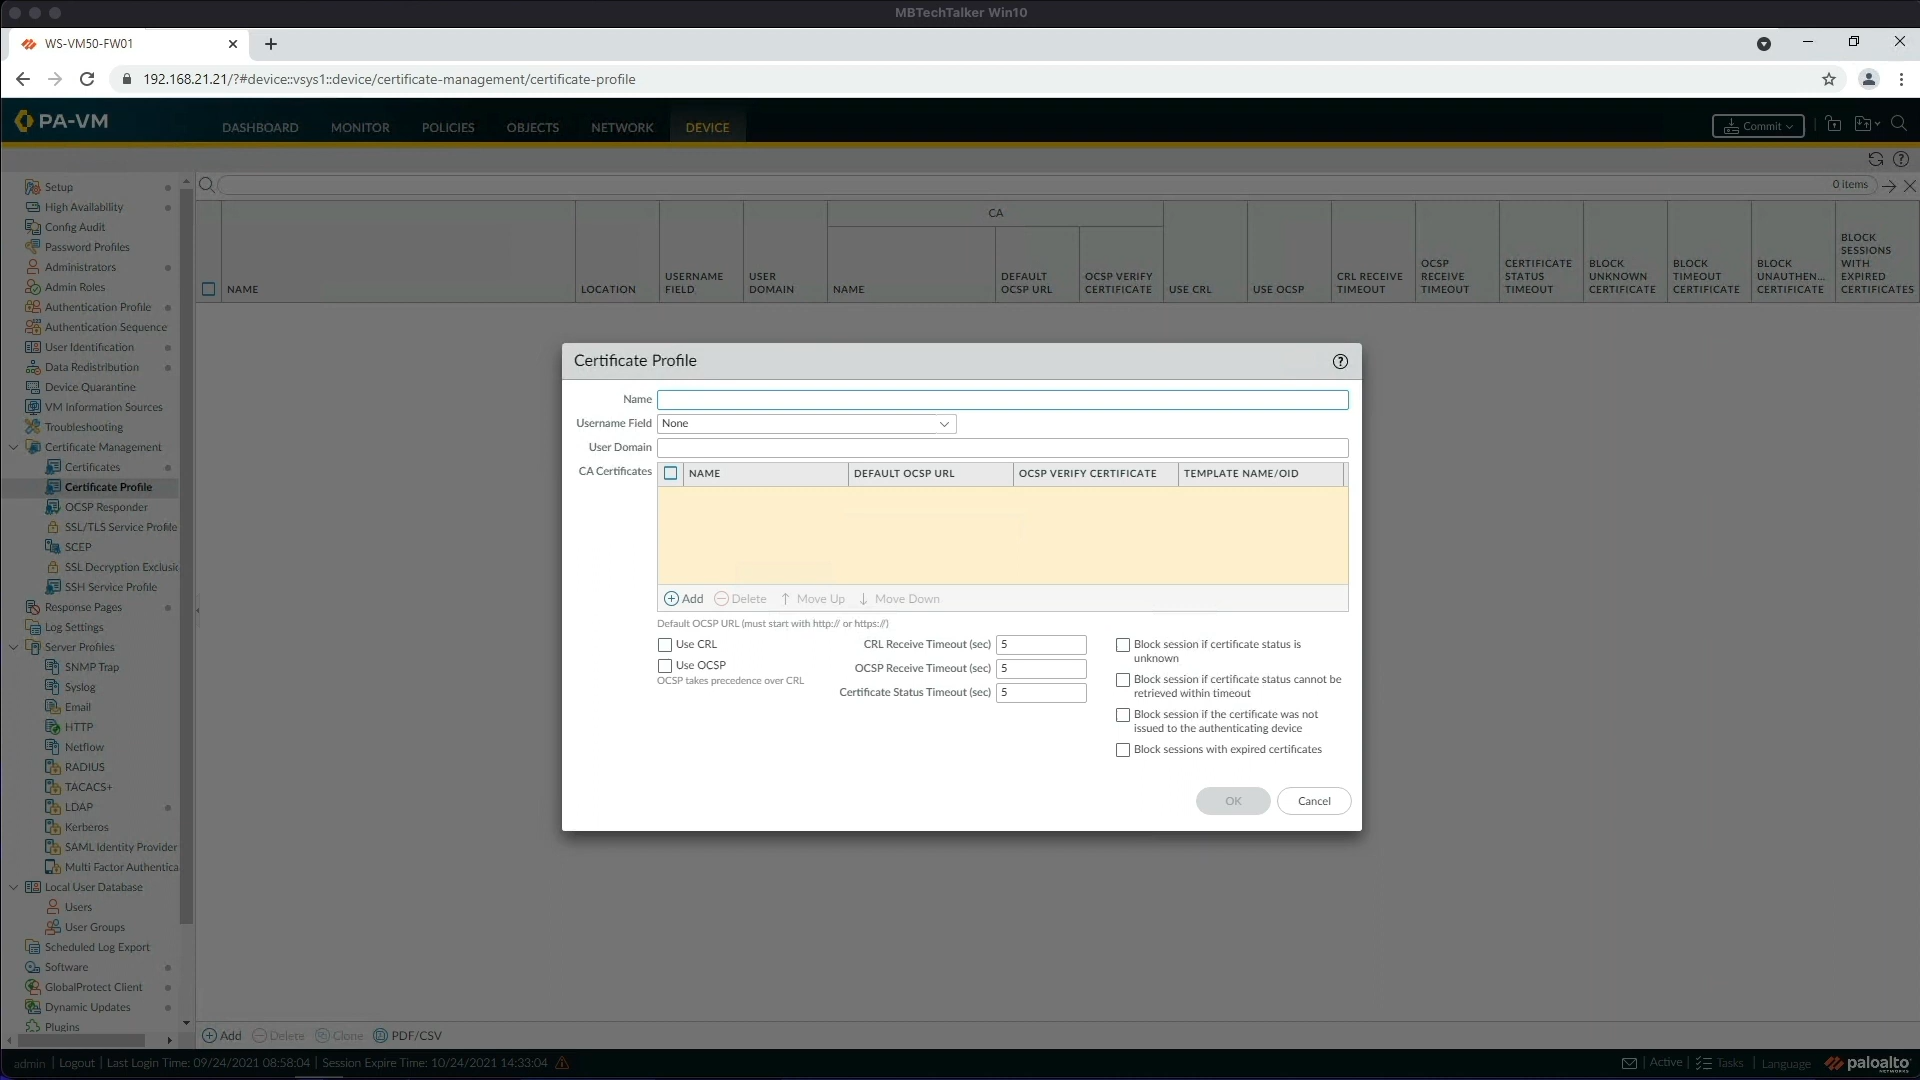 MBTechTalker Win10
WS-VM50-FW01
192.168.21.21/?#device::vsys1::device/certificate-management/certificate-profile
PA-VM
DASHBOARD MONITOR POLICIES OBJECTS NETWORK DEVICE
Commit
0 items
Setup
High Availability
Config Audit
Password Profiles
Administrators
Admin Roles
Authentication Profile
Authentication Sequence
User Identification
Data Redistribution
Device Quarantine
VM Information Sources
Troubleshooting
Certificate Management
Certificates
Certificate Profile
OCSP Responder
SSL/TLS Service Profile
SCEP
SSL Decryption Exclusio
SSH Service Profile
Response Pages
Log Settings
Server Profiles
SNMP Trap
Syslog
Email
HTTP
Netflow
RADIUS
TACACS+
LDAP
Kerberos
SAML Identity Provider
Multi Factor Authentica
Local User Database
Users
User Groups
Scheduled Log Export
Software
GlobalProtect Client
Dynamic Updates
Plugins
CA
NAME
LOCATION
USERNAME FIELD
USER DOMAIN
NAME
DEFAULT OCSP URL
OCSP VERIFY CERTIFICATE
USE CRL
USE OCSP
CRL RECEIVE TIMEOUT
OCSP RECEIVE TIMEOUT
CERTIFICATE STATUS TIMEOUT
BLOCK UNKNOWN CERTIFICATE
BLOCK TIMEOUT CERTIFICATE
BLOCK UNAUTHEN... CERTIFICATE
BLOCK SESSIONS WITH EXPIRED CERTIFICATES
Certificate Profile
Name
Username Field None
User Domain
CA Certificates NAME DEFAULT OCSP URL OCSP VERIFY CERTIFICATE TEMPLATE NAME/OID
Add Delete Move Up Move Down
Default OCSP URL (must start with http:// or https://)
Use CRL
Use OCSP
OCSP takes precedence over CRL
CRL Receive Timeout (sec) 5
OCSP Receive Timeout (sec) 5
Certificate Status Timeout (sec) 5
Block session if certificate status is
unknown
Block session if certificate status cannot be
retrieved within timeout
Block session if the certificate was not
issued to the authenticating device
Block sessions with expired certificates
OK Cancel
Add Delete Clone PDF/CSV
admin | Logout | Last Login Time: 09/24/2021 08:58:04 | Session Expire Time: 10/24/2021 14:33:04
| Active | Tasks | Language
paloalto
NETWORKS